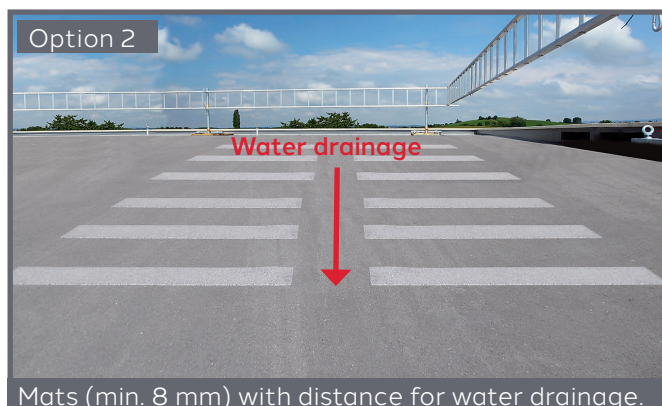 Option 2
Water drainage
Mats (min. 8 mm) with distance for water drainage.